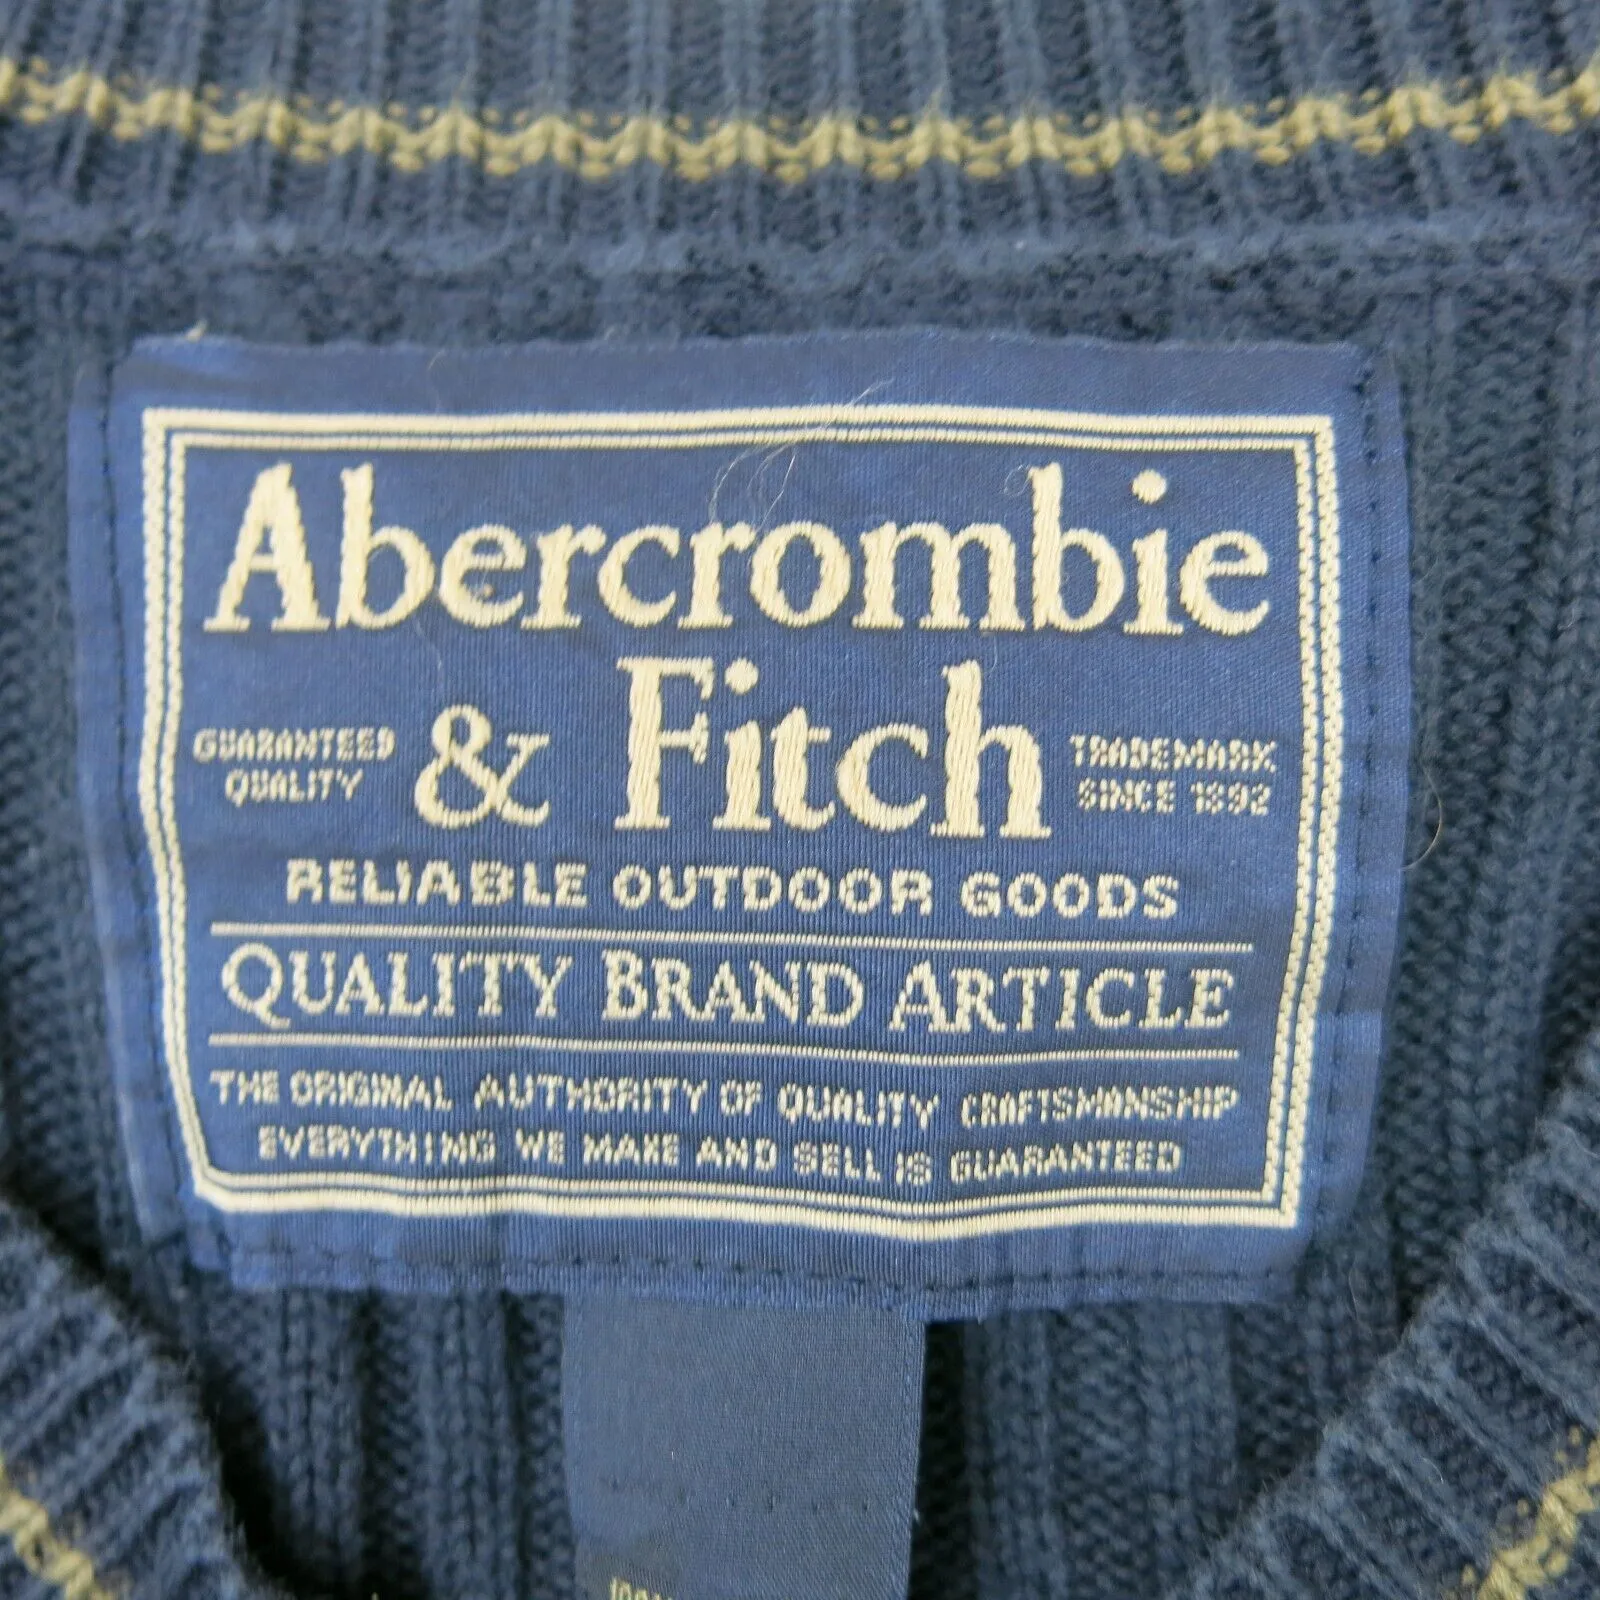 Abercrombie
& Fitch
GUARANTEED
QUALITY
TRADEMARK
SINCE 1892
RELIABLE OUTDOOR GOODS
QUALITY BRAND ARTICLE
THE ORIGINAL AUTHORITY OF QUALITY CRAFTSMANSHIP
EVERYTHING WE MAKE AND SELL IS GUARANTEED